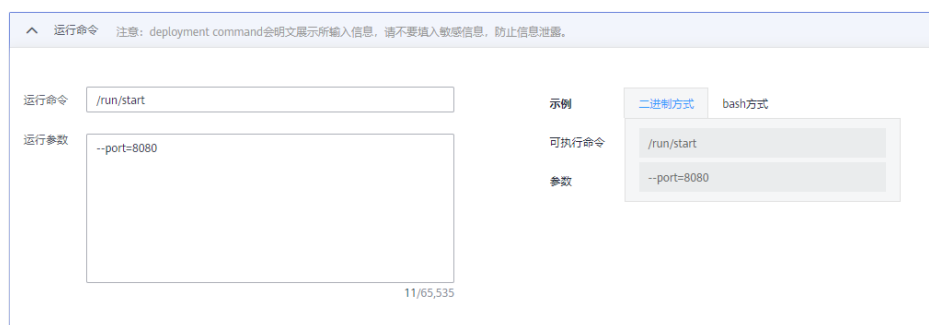 运行命令 注意：deployment command会明文展示所输入信息，请不要填入敏感信息，防止信息泄露。
运行命令 /run/start
示例 二进制方式 bash方式
运行参数 --port=8080
可执行命令 /run/start
参数 --port=8080
11/65,535